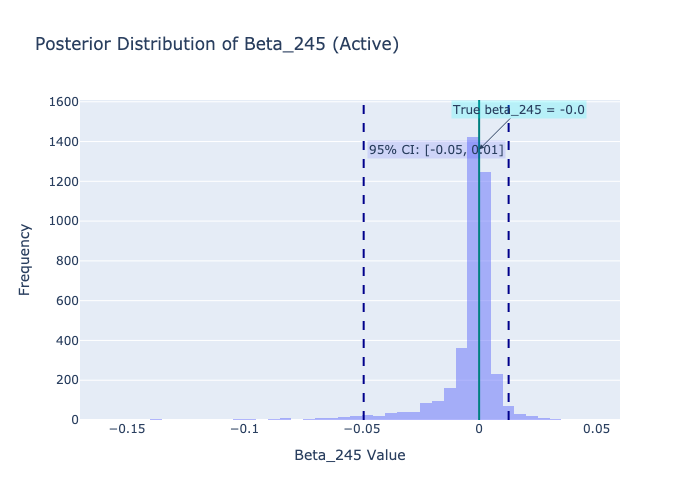 Posterior Distribution of Beta_245 (Active)
1600
True beta_245 = -0.0
1400
95% CI: [-0.05, 0.01]
1200
1000
800
600
400
200
0
Frequency
−0.15
−0.1
−0.05
0
0.05
Beta_245 Value